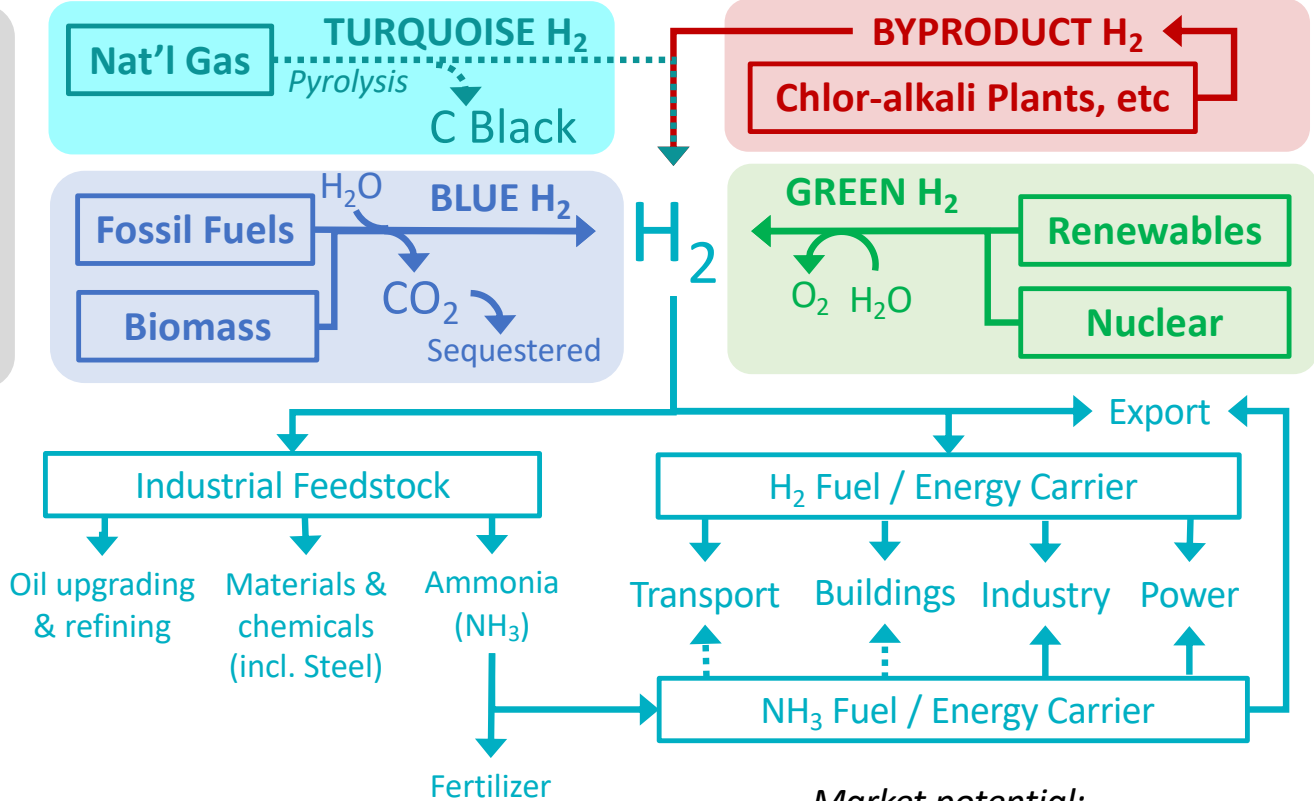 TURQUOISE H₂
Nat'l Gas
Pyrolysis
C Black
BYPRODUCT H₂
Chlor-alkali Plants, etc
H₂O
BLUE H₂
Fossil Fuels
CO₂
Biomass
Sequestered
H₂
GREEN H₂
Renewables
O₂ H₂O
Nuclear
Export
Industrial Feedstock
H₂ Fuel / Energy Carrier
Oil upgrading
& refining
Materials &
chemicals
(incl. Steel)
Ammonia
(NH₃)
Transport
Buildings
Industry
Power
NH₃ Fuel / Energy Carrier
Fertilizer
Market potential: